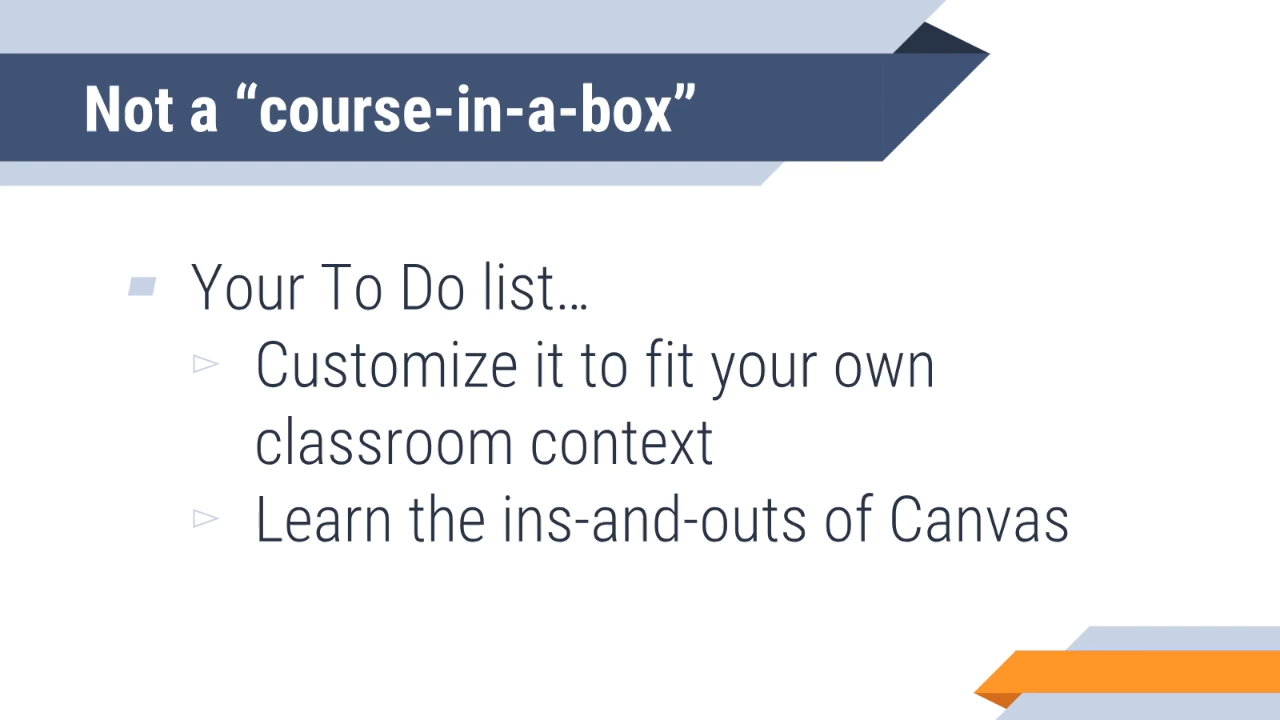 Not a “course-in-a-box”
Your To Do list…
Customize it to fit your own
classroom context
Learn the ins-and-outs of Canvas